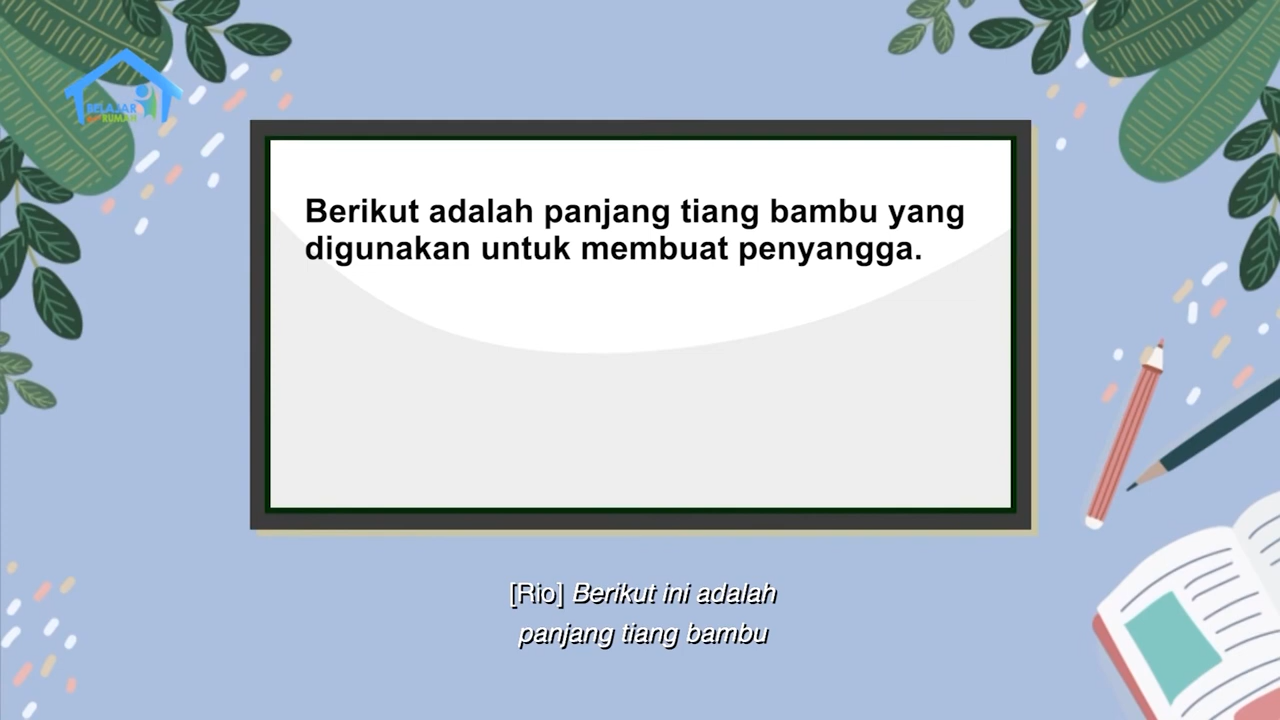 BELAJAR
RUMAH
Berikut adalah panjang tiang bambu yang
digunakan untuk membuat penyangga.
[Rio] Berikut ini adalah
panjang tiang bambu